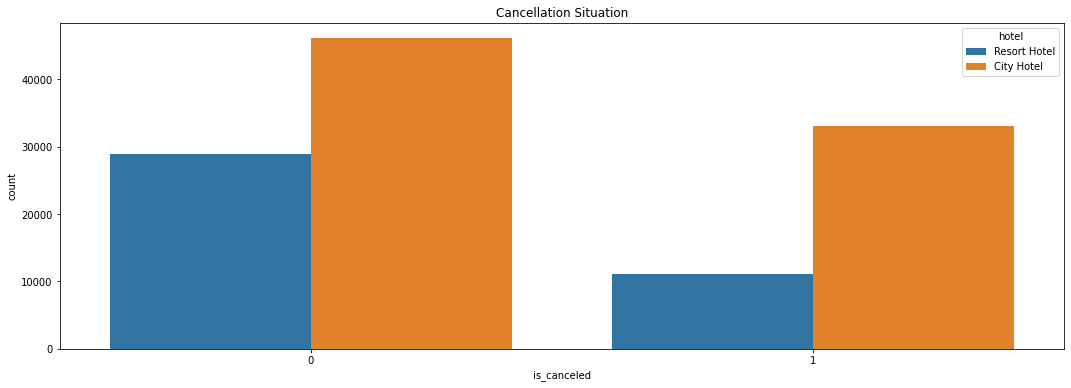 Cancellation Situation
hotel
Resort Hotel
City Hotel
count
40000
30000
20000
10000
0
0
1
is_canceled